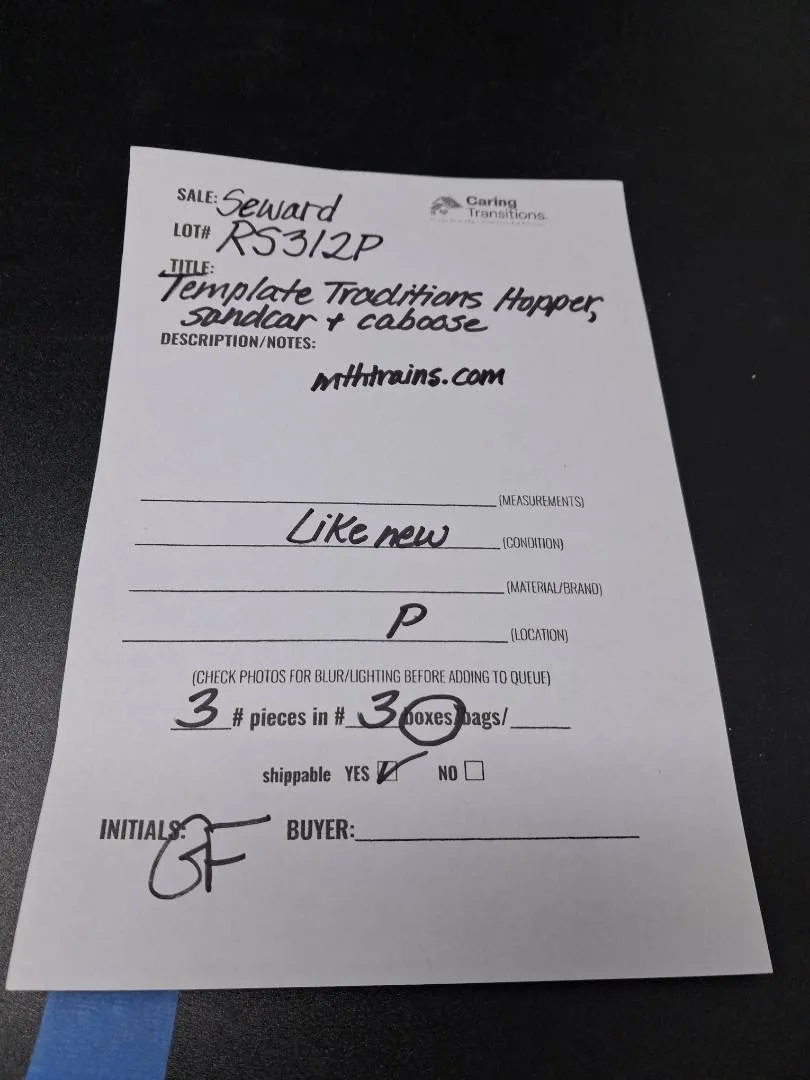 SALE: Seward
Caring
Transitions
LOT# RS312P
TITLE:
Template Traditions Hopper,
sandcar + caboose
DESCRIPTION/NOTES:
mthtrains.com
(MEASUREMENTS)
Like new (CONDITION)
(MATERIAL/BRAND)
P (LOCATION)
(CHECK PHOTOS FOR BLUR/LIGHTING BEFORE ADDING TO QUEUE)
3 # pieces in # 3 boxes/bags/
shippable YES NO
INITIALS: GF BUYER: